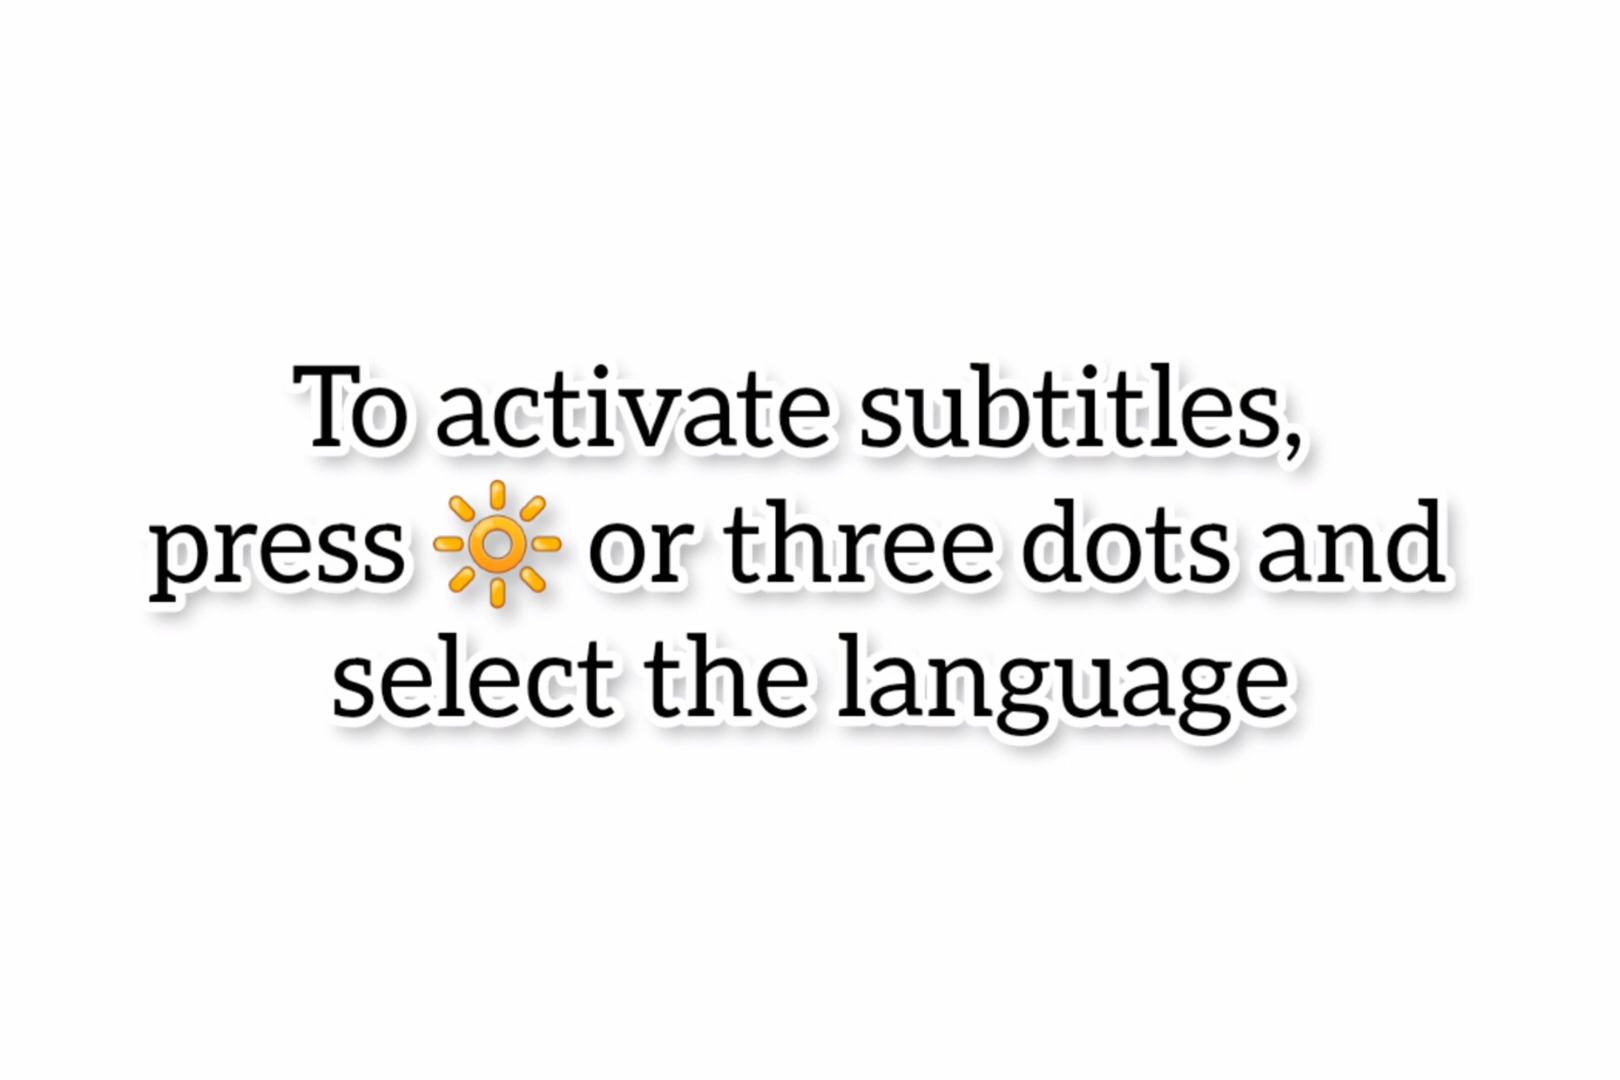 To activate subtitles,
press 🔆 or three dots and
select the language